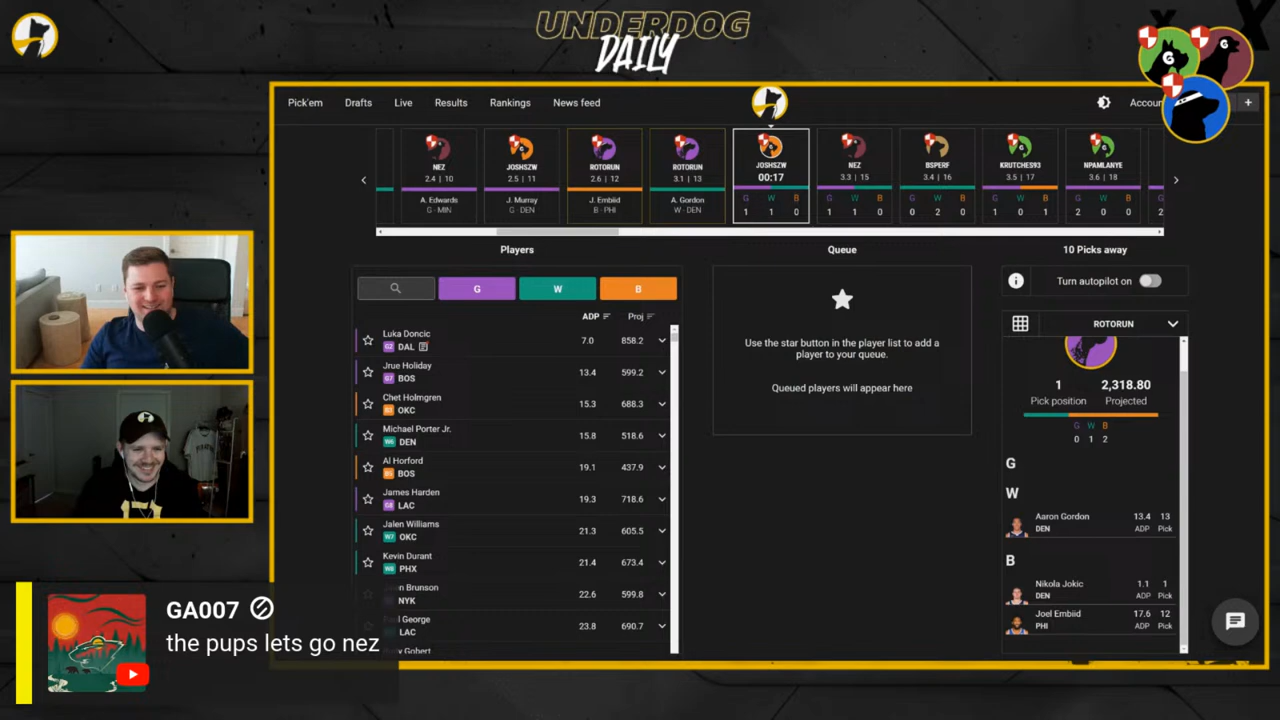 UNDERDOG
DAILY
Pick'em Drafts Live Results Rankings News feed
Accoun
+
NEZ
2.4 | 10
A. Edwards
G - MIN
JOSHSZW
2.5 | 11
J. Murray
G - DEN
ROTORUN
2.6 | 12
J. Embiid
B - PHI
ROTORUN
3.1 | 13
A. Gordon
W - DEN
JOSHSZW
00:17
G W B
1 1 0
NEZ
3.3 | 15
G W B
1 1 0
BSPERF
3.4 | 16
G W B
0 2 0
KRUTCHES93
3.5 | 17
G W B
1 0 1
NPAMLANYE
3.6 | 18
G W B
2 0 0
G
2
Players
G W B
ADP Proj
Luka Doncic
G2 DAL 7.0 858.2
Jrue Holiday
G7 BOS 13.4 599.2
Chet Holmgren
OKC 15.3 688.3
Michael Porter Jr.
DEN 15.8 518.6
Al Horford
BOS 19.1 437.9
James Harden
G8 LAC 19.3 718.6
Jalen Williams
W7 OKC 21.3 605.5
Kevin Durant
W8 PHX 21.4 673.4
Brunson
NYK 22.6 599.8
George
LAC 23.8 690.7
Gobert
Queue
Use the star button in the player list to add a
player to your queue.
Queued players will appear here
10 Picks away
Turn autopilot on
ROTORUN
1 2,318.80
Pick position Projected
G W B
0 1 2
G
W
Aaron Gordon 13.4 13
DEN ADP Pick
B
Nikola Jokic 1.1 1
DEN ADP Pick
Joel Embiid 17.6 12
PHI ADP Pick
GA007
the pups lets go nez